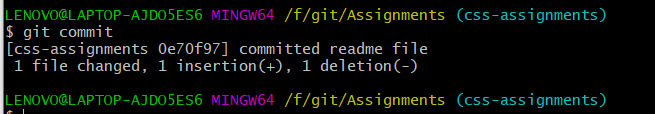 LENOVO@LAPTOP-AJDO5ES6 MINGW64 /f/git/Assignments (css-assignments)
$ git commit
[css-assignments 0e70f97] committed readme file
 1 file changed, 1 insertion(+), 1 deletion(-)

LENOVO@LAPTOP-AJDO5ES6 MINGW64 /f/git/Assignments (css-assignments)
$